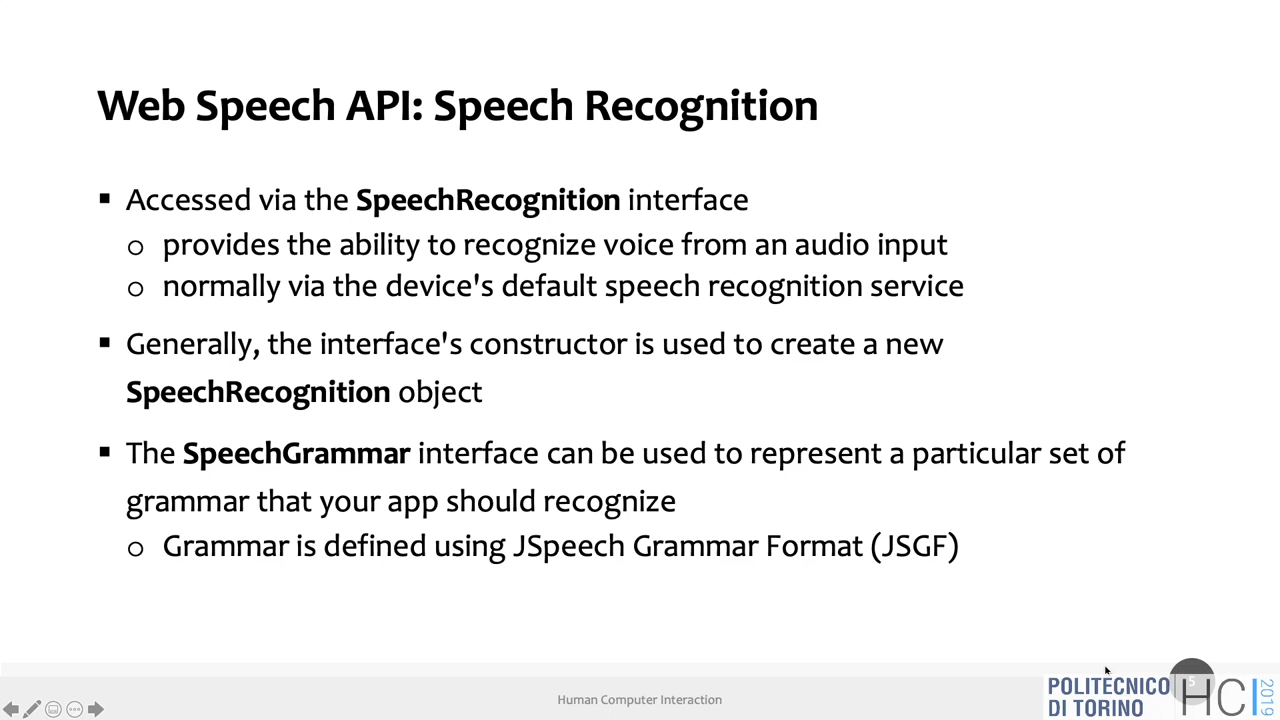 Web Speech API: Speech Recognition
▪ Accessed via the SpeechRecognition interface
o provides the ability to recognize voice from an audio input
o normally via the device's default speech recognition service
▪ Generally, the interface's constructor is used to create a new
SpeechRecognition object
▪ The SpeechGrammar interface can be used to represent a particular set of
grammar that your app should recognize
o Grammar is defined using JSpeech Grammar Format (JSGF)
Human Computer Interaction
5
POLITECNICO
DI TORINO
HCI
2019